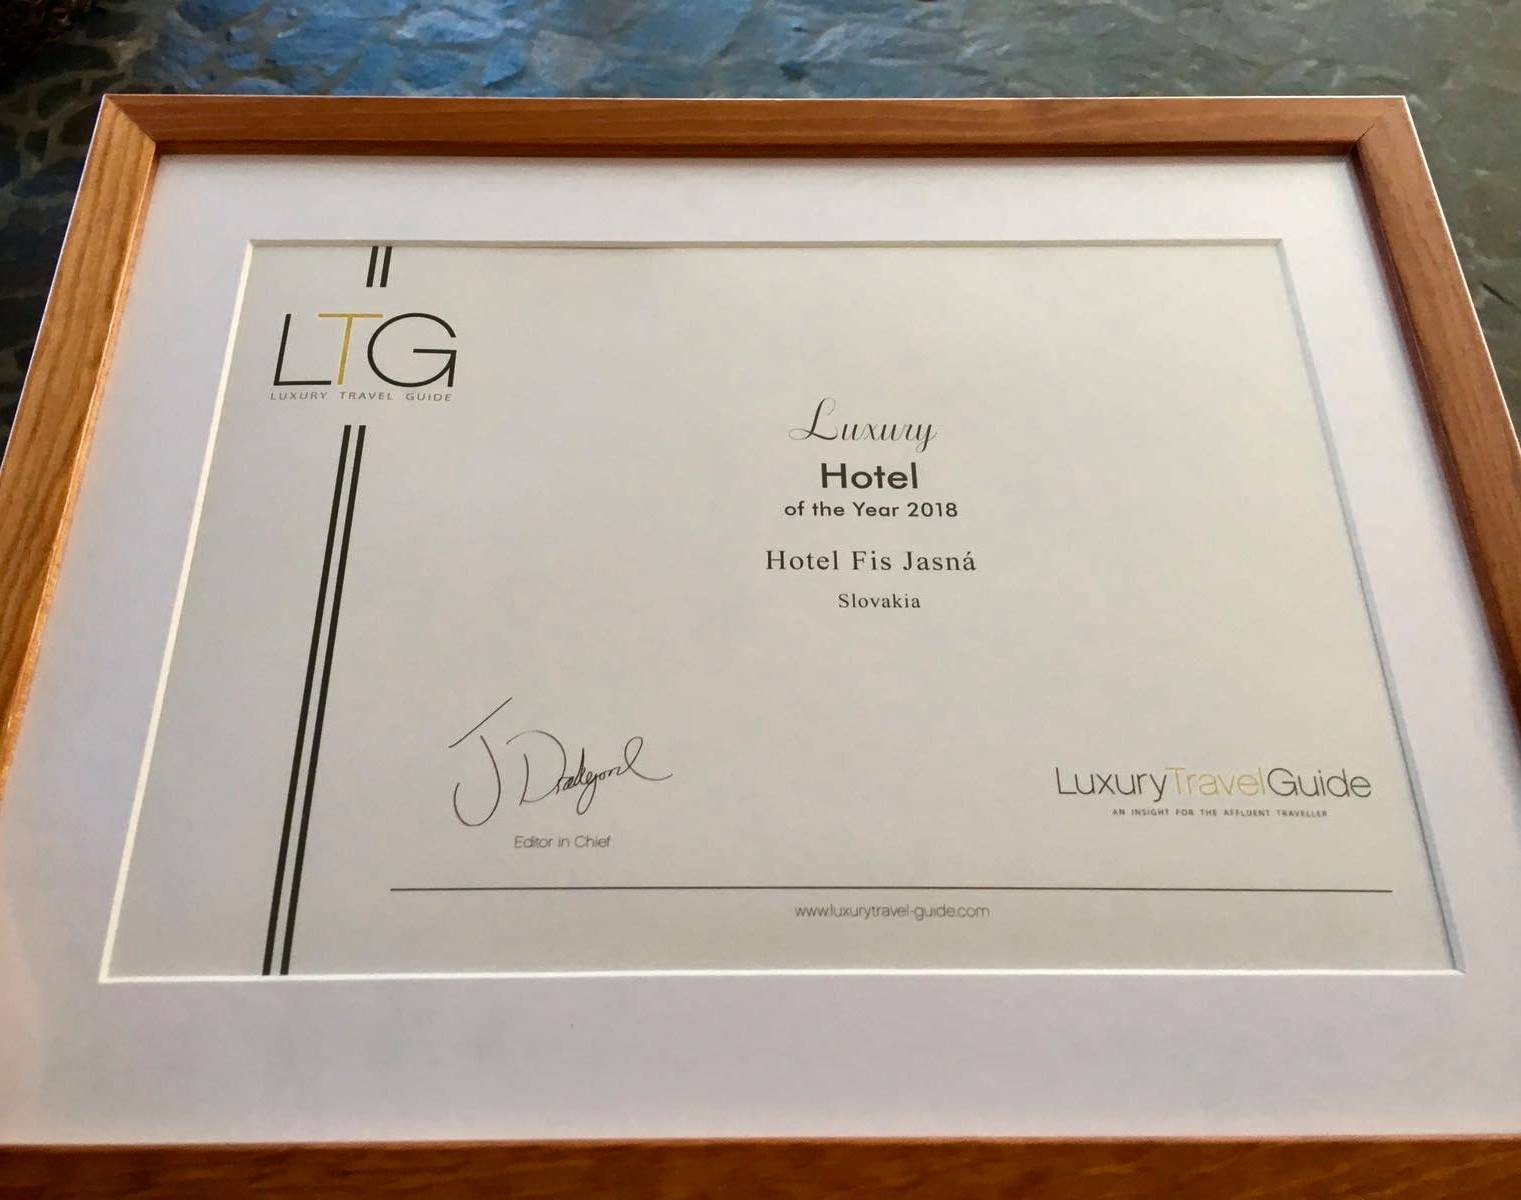 LTG
LUXURY TRAVEL GUIDE
Luxury
Hotel
of the Year 2018
Hotel Fis Jasná
Slovakia
Editor in Chief
LuxuryTravelGuide
AN INSIGHT FOR THE AFFLUENT TRAVELLER
www.luxurytravel-guide.com